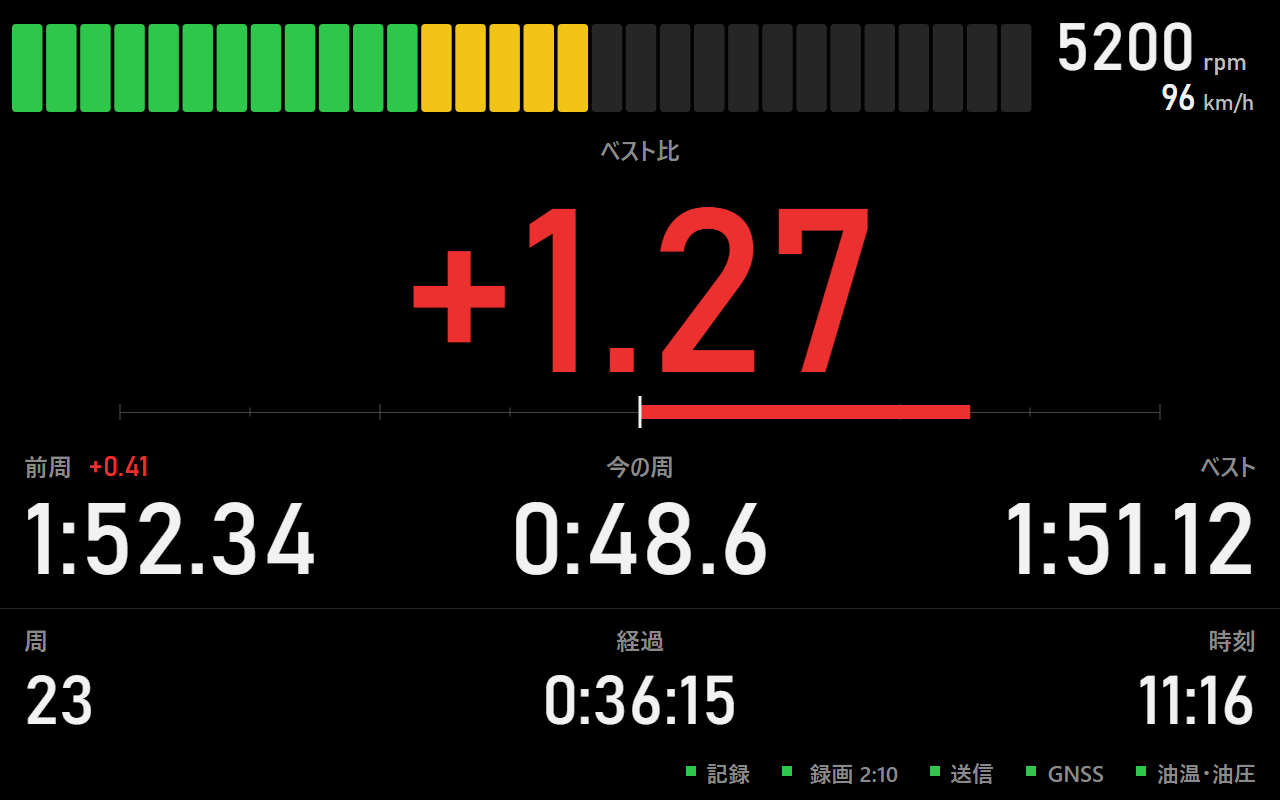 5200 rpm
96 km/h
ベスト比
+1.27
前周 +0.41 今の周 ベスト
1:52.34 0:48.6 1:51.12
周 経過 時刻
23 0:36:15 11:16
記録 録画 2:10 送信 GNSS 油温・油圧